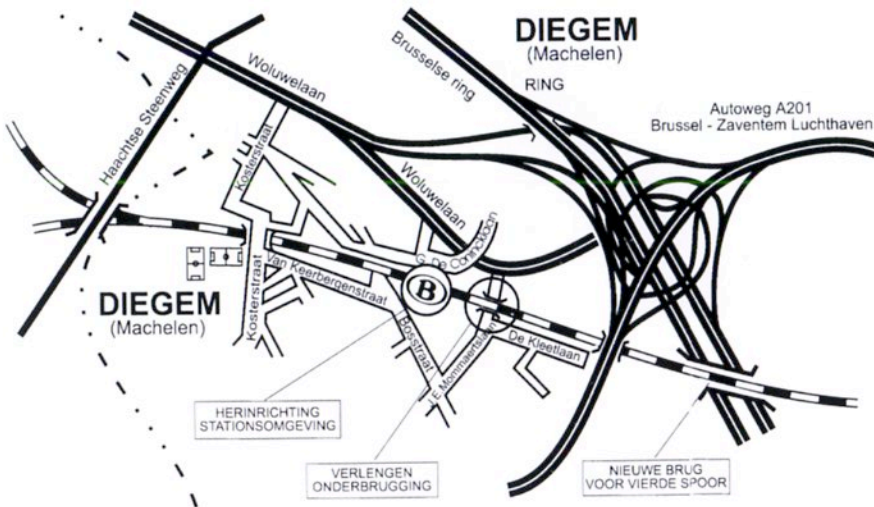 DIEGEM
(Machelen)
Brusselse ring
RING
Autoweg A201
Brussel - Zaventem Luchthaven
Woluwelaan
Haachtse Steenweg
Kosterstraat
Woluwelaan
G. De Conincklaan
Van Keerbergenstraat
B
DIEGEM
(Machelen)
Kosterstraat
Bosstraat
J.E.Mommaertslaan
De Kleetlaan
HERINRICHTING
STATIONSOMGEVING
VERLENGEN
ONDERBRUGGING
NIEUWE BRUG
VOOR VIERDE SPOOR